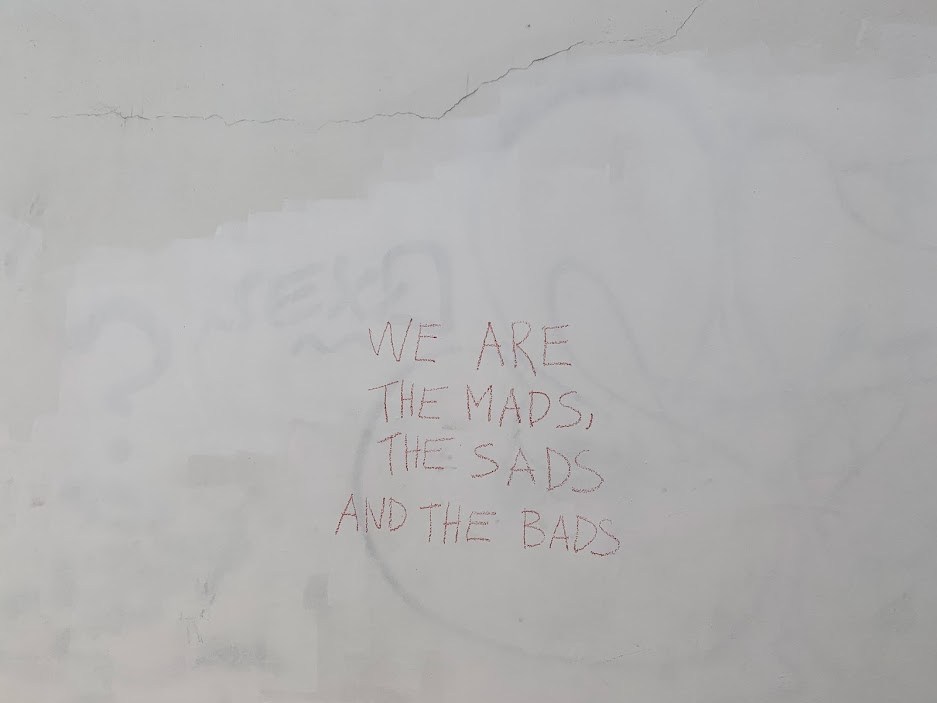 WE ARE
THE MADS,
THE SADS
AND THE BADS